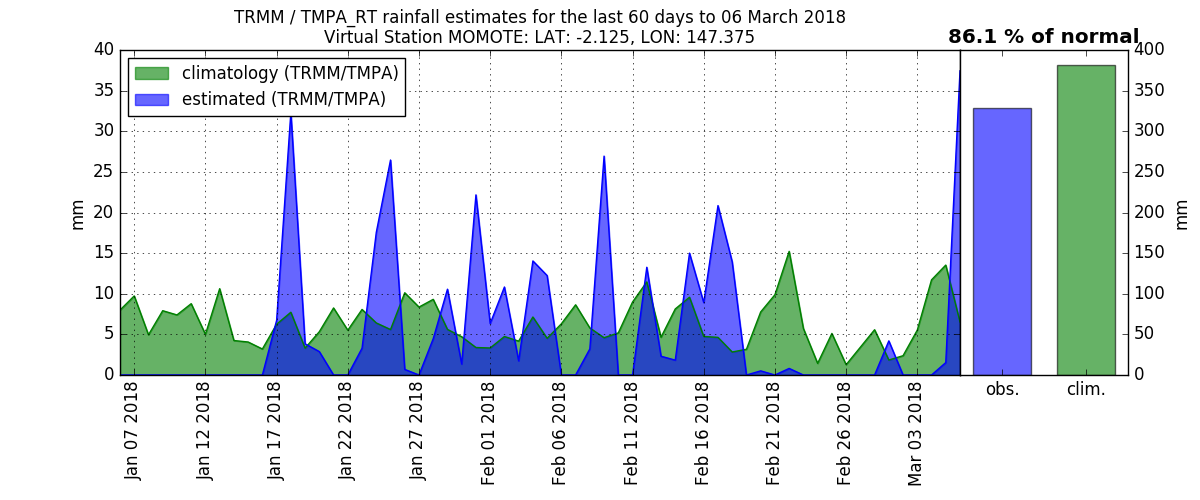 TRMM / TMPA_RT rainfall estimates for the last 60 days to 06 March 2018
Virtual Station MOMOTE: LAT: -2.125, LON: 147.375
86.1 % of normal
climatology (TRMM/TMPA)
estimated (TRMM/TMPA)
mm
40
35
30
25
20
15
10
5
0
Jan 07 2018
Jan 12 2018
Jan 17 2018
Jan 22 2018
Jan 27 2018
Feb 01 2018
Feb 06 2018
Feb 11 2018
Feb 16 2018
Feb 21 2018
Feb 26 2018
Mar 03 2018
obs.
clim.
400
350
300
250
200
150
100
50
0
mm